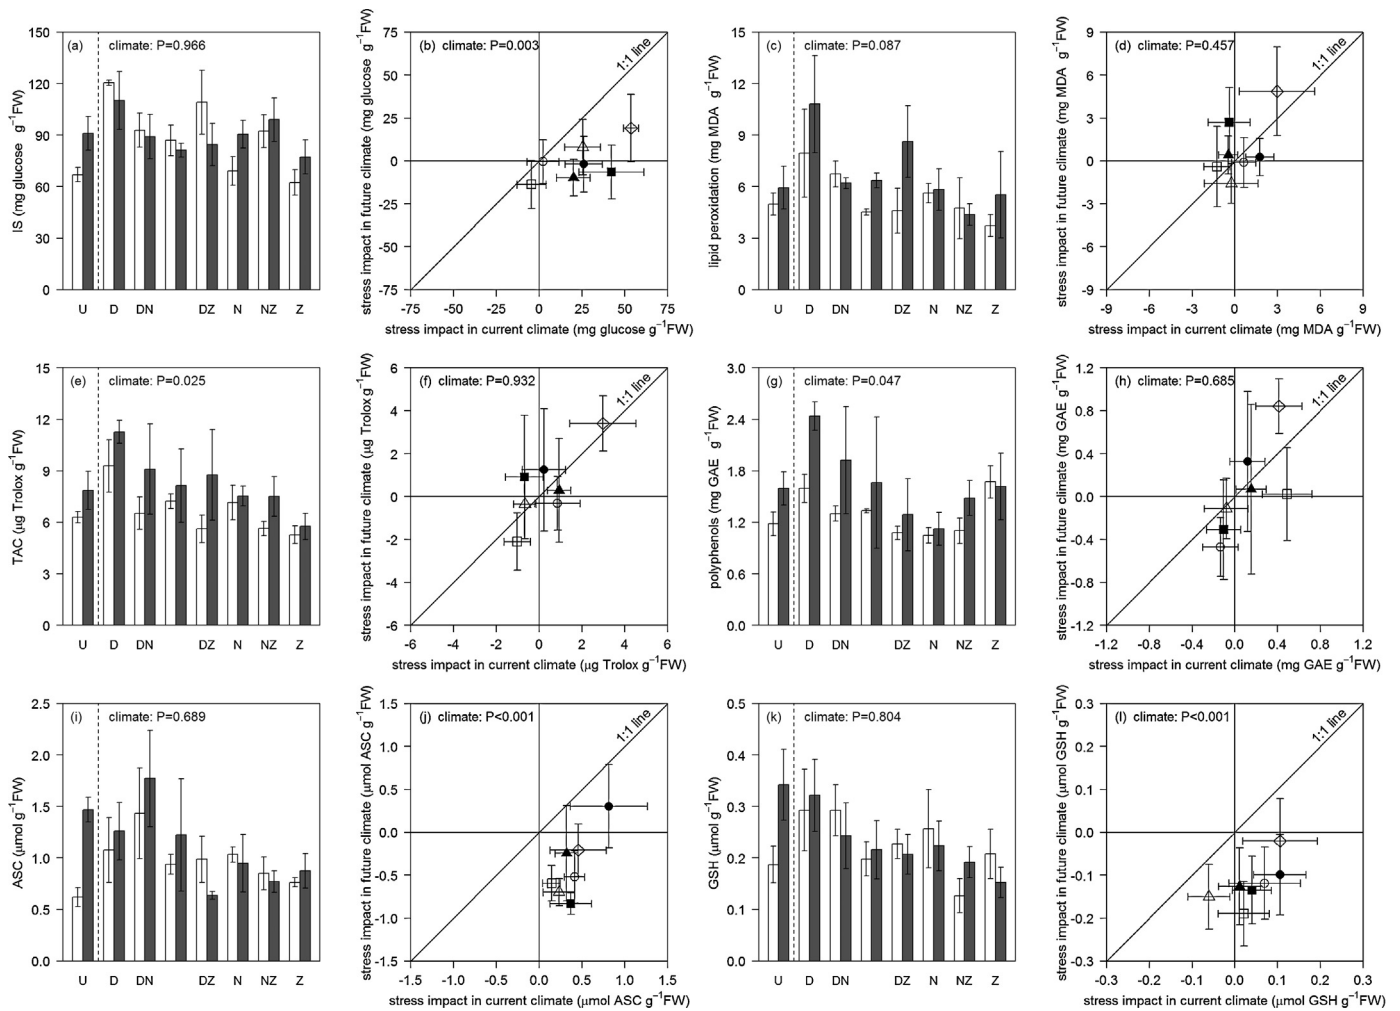 (a) climate: P=0.966
IS (mg glucose g−1FW)
150
120
90
60
30
0
U D DN DZ N NZ Z
(b) climate: P=0.003
1:1 line
stress impact in future climate (mg glucose g−1FW)
75
50
25
0
-25
-50
-75
-75 -50 -25 0 25 50 75
stress impact in current climate (mg glucose g−1FW)
(c) climate: P=0.087
lipid peroxidation (mg MDA g−1FW)
15
12
9
6
3
0
U D DN DZ N NZ Z
(d) climate: P=0.457
1:1 line
stress impact in future climate (mg MDA g−1FW)
9
6
3
0
-3
-6
-9
-9 -6 -3 0 3 6 9
stress impact in current climate (mg MDA g−1FW)
(e) climate: P=0.025
TAC (µg Trolox g−1FW)
15
12
9
6
3
0
U D DN DZ N NZ Z
(f) climate: P=0.932
1:1 line
stress impact in future climate (µg Trolox g−1FW)
6
4
2
0
-2
-4
-6
-6 -4 -2 0 2 4 6
stress impact in current climate (µg Trolox g−1FW)
(g) climate: P=0.047
polyphenols (mg GAE g−1FW)
3.0
2.4
1.8
1.2
0.6
0.0
U D DN DZ N NZ Z
(h) climate: P=0.685
1:1 line
stress impact in future climate (mg GAE g−1FW)
1.2
0.8
0.4
0.0
-0.4
-0.8
-1.2
-1.2 -0.8 -0.4 0.0 0.4 0.8 1.2
stress impact in current climate (mg GAE g−1FW)
(i) climate: P=0.689
ASC (µmol g−1FW)
2.5
2.0
1.5
1.0
0.5
0.0
U D DN DZ N NZ Z
(j) climate: P<0.001
1:1 line
stress impact in future climate (µmol ASC g−1FW)
1.5
1.0
0.5
0.0
-0.5
-1.0
-1.5
-1.5 -1.0 -0.5 0.0 0.5 1.0 1.5
stress impact in current climate (µmol ASC g−1FW)
(k) climate: P=0.804
GSH (µmol g−1FW)
0.5
0.4
0.3
0.2
0.1
0.0
U D DN DZ N NZ Z
(l) climate: P<0.001
1:1 line
stress impact in future climate (µmol GSH g−1FW)
0.3
0.2
0.1
0.0
-0.1
-0.2
-0.3
-0.3 -0.2 -0.1 0.0 0.1 0.2 0.3
stress impact in current climate (µmol GSH g−1FW)